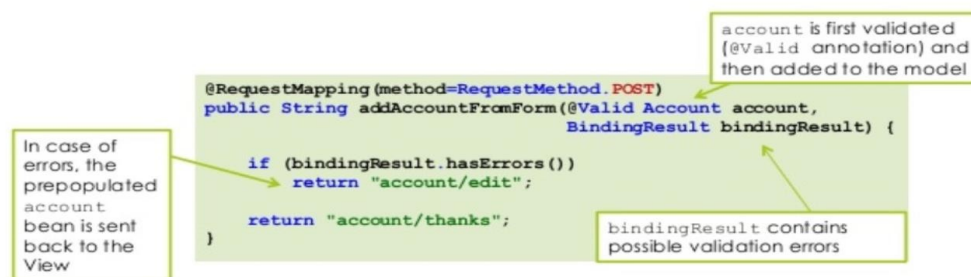 account is first validated
(@Valid annotation) and
then added to the model
@RequestMapping(method=RequestMethod.POST)
public String addAccountFromForm(@Valid Account account,
BindingResult bindingResult) {
if (bindingResult.hasErrors())
return "account/edit";
return "account/thanks";
}
In case of
errors, the
prepopulated
account
bean is sent
back to the
View
bindingResult contains
possible validation errors